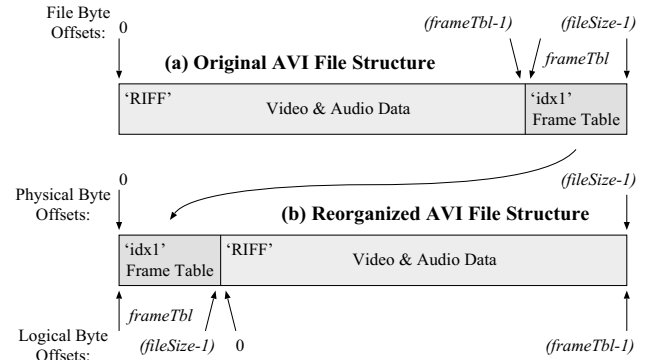 File Byte Offsets: 0 (frameTbl-1) (fileSize-1)
frameTbl
(a) Original AVI File Structure
‘RIFF’ Video & Audio Data ‘idx1’ Frame Table
Physical Byte Offsets: 0 (fileSize-1)
(b) Reorganized AVI File Structure
‘idx1’ Frame Table ‘RIFF’ Video & Audio Data
frameTbl
Logical Byte Offsets: (fileSize-1) 0 (frameTbl-1)